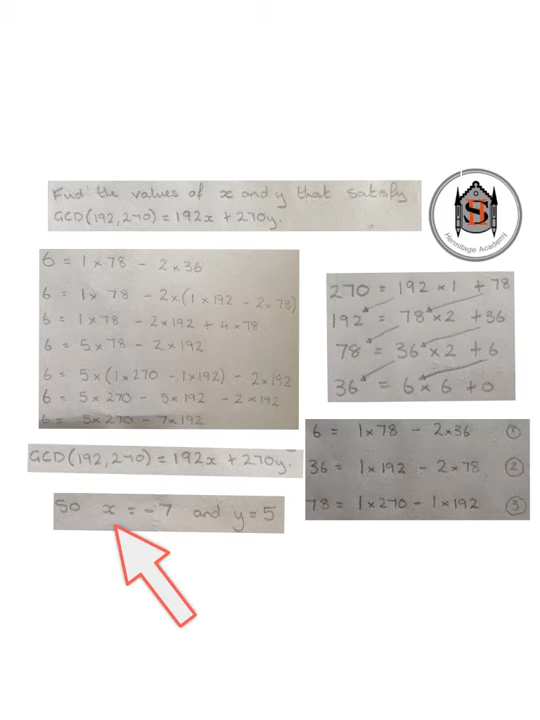 Find the values of x and y that satisfy
GCD(192,270) = 192x + 270y.
Hermitage Academy
6 = 1 × 78 - 2 × 36
6 = 1 × 78 - 2 × (1 × 192 - 2 × 78)
6 = 1 × 78 - 2 × 192 + 4 × 78
6 = 5 × 78 - 2 × 192
6 = 5 × (1 × 270 - 1 × 192) - 2 × 192
6 = 5 × 270 - 5 × 192 - 2 × 192
6 = 5 × 270 - 7 × 192
270 = 192 × 1 + 78
192 = 78 × 2 + 36
78 = 36 × 2 + 6
36 = 6 × 6 + 0
6 = 1 × 78 - 2 × 36 ①
36 = 1 × 192 - 2 × 78 ②
78 = 1 × 270 - 1 × 192 ③
GCD(192,270) = 192x + 270y.
So x = -7 and y = 5